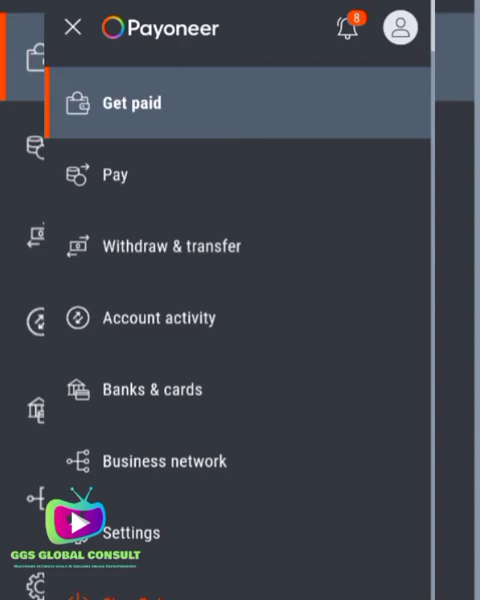 Payoneer
8
Get paid
Pay
Withdraw & transfer
Account activity
Banks & cards
Business network
Settings
GGS GLOBAL CONSULT